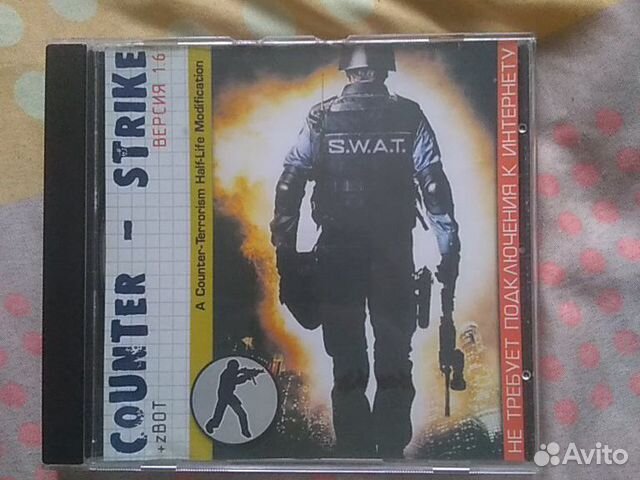 COUNTER - STRIKE
ВЕРСИЯ 1.6
+zBOT
A Counter-Terrorism Half-Life Modification
S.W.A.T.
НЕ ТРЕБУЕТ ПОДКЛЮЧЕНИЯ К ИНТЕРНЕТУ
Avito